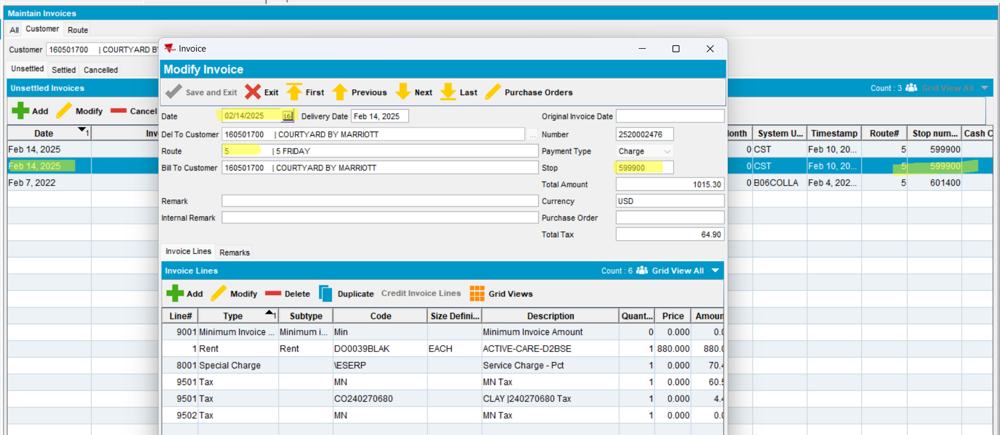 Maintain Invoices
All Customer Route
Customer 160501700 | COURTYARD BY
Unsettled Settled Cancelled
Unsettled Invoices
Count : 3 Grid View All
Add Modify Cancel
Date 1 Inv
onth System U... Timestamp Route# Stop num... Cash C
Feb 14, 2025
0 CST Feb 10, 20... 5 599900
Feb 14, 2025
0 CST Feb 10, 20... 5 599900
Feb 7, 2022
0 B06COLLA Feb 4, 202... 5 601400
Invoice
Modify Invoice
Save and Exit Exit First Previous Next Last Purchase Orders
Date 02/14/2025 16 Delivery Date Feb 14, 2025 Original Invoice Date
Del To Customer 160501700 | COURTYARD BY MARRIOTT ... Number 2520002476
Route 5 | 5 FRIDAY Payment Type Charge
Bill To Customer 160501700 | COURTYARD BY MARRIOTT Stop 599900
Total Amount 1015.30
Remark Currency USD
Internal Remark Purchase Order
Total Tax 64.90
Invoice Lines Remarks
Invoice Lines Count : 6 Grid View All
Add Modify Delete Duplicate Credit Invoice Lines Grid Views
Line# Type 1 Subtype Code Size Defini... Description Quant... Price Amoun
9001 Minimum Invoice ... Minimum i... Min Minimum Invoice Amount 0 0.000 0.0
1 Rent Rent DO0039BLAK EACH ACTIVE-CARE-D2BSE 1 880.000 880.0
8001 Special Charge \ESERP Service Charge - Pct 1 0.000 70.4
9501 Tax MN MN Tax 1 0.000 60.5
9501 Tax CO240270680 CLAY |240270680 Tax 1 0.000 4.4
9502 Tax MN MN Tax 1 0.000 0.0